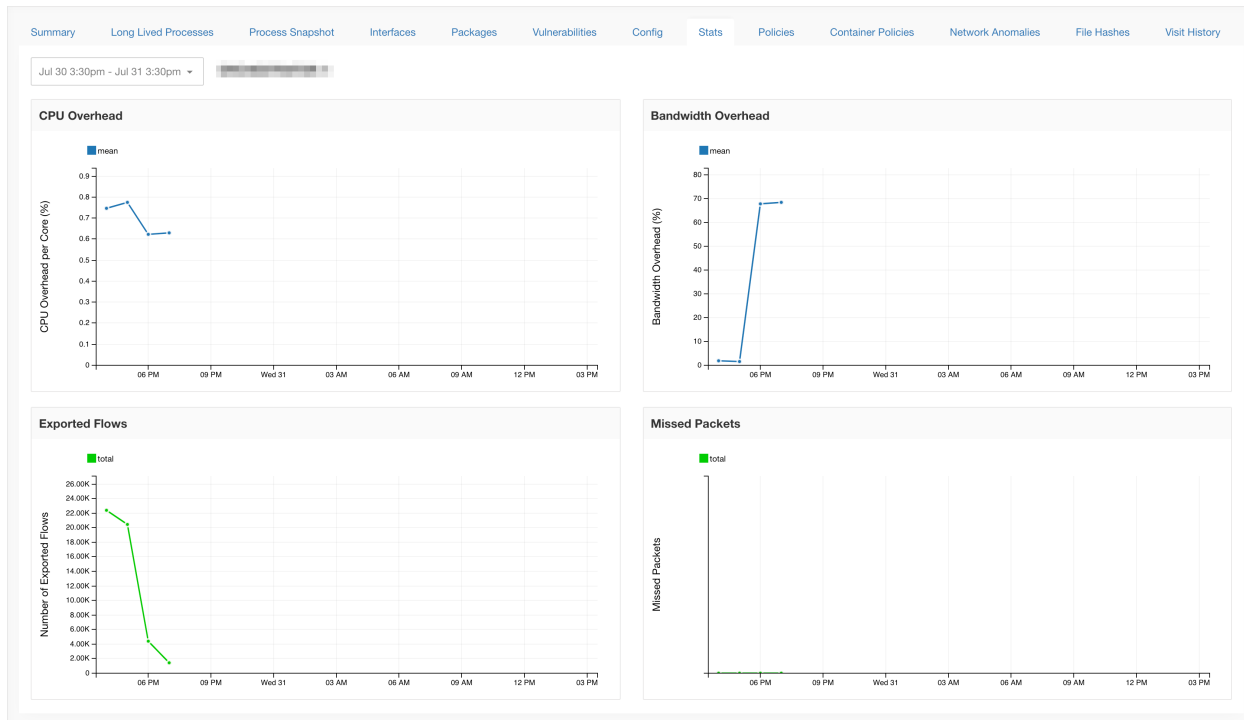 Summary Long Lived Processes Process Snapshot Interfaces Packages Vulnerabilities Config Stats Policies Container Policies Network Anomalies File Hashes Visit History
Jul 30 3:30pm - Jul 31 3:30pm
CPU Overhead
mean
CPU Overhead per Core (%)
0.9
0.8
0.7
0.6
0.5
0.4
0.3
0.2
0.1
0
06 PM 09 PM Wed 31 03 AM 06 AM 09 AM 12 PM 03 PM
Bandwidth Overhead
mean
Bandwidth Overhead (%)
80
70
60
50
40
30
20
10
0
06 PM 09 PM Wed 31 03 AM 06 AM 09 AM 12 PM 03 PM
Exported Flows
total
Number of Exported Flows
26.00K
24.00K
22.00K
20.00K
18.00K
16.00K
14.00K
12.00K
10.00K
8.00K
6.00K
4.00K
2.00K
0
06 PM 09 PM Wed 31 03 AM 06 AM 09 AM 12 PM 03 PM
Missed Packets
total
Missed Packets
06 PM 09 PM Wed 31 03 AM 06 AM 09 AM 12 PM 03 PM